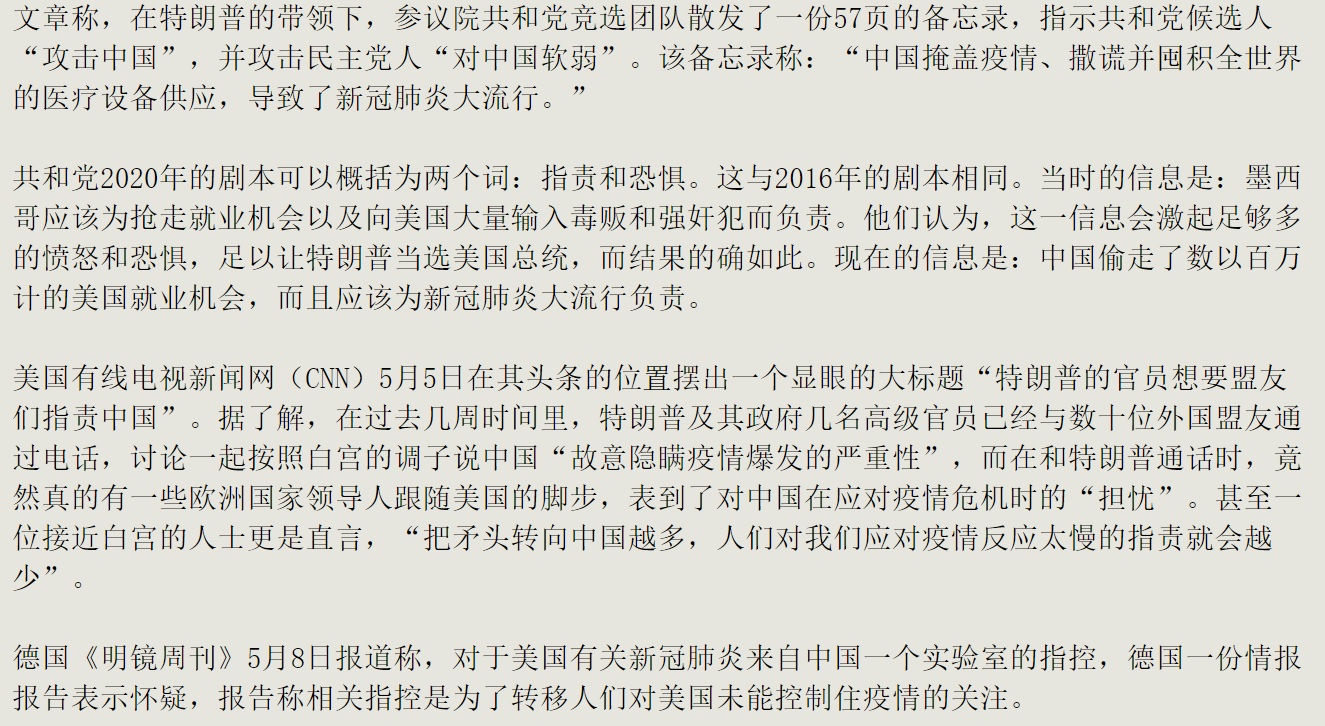 文章称，在特朗普的带领下，参议院共和党竞选团队散发了一份57页的备忘录，指示共和党候选人
“攻击中国”，并攻击民主党人“对中国软弱”。该备忘录称：“中国掩盖疫情、撒谎并囤积全世界
的医疗设备供应，导致了新冠肺炎大流行。”
共和党2020年的剧本可以概括为两个词：指责和恐惧。这与2016年的剧本相同。当时的信息是：墨西
哥应该为抢走就业机会以及向美国大量输入毒贩和强奸犯而负责。他们认为，这一信息会激起足够多
的愤怒和恐惧，足以让特朗普当选美国总统，而结果的确如此。现在的信息是：中国偷走了数以百万
计的美国就业机会，而且应该为新冠肺炎大流行负责。
美国有线电视新闻网（CNN）5月5日在其头条的位置摆出一个显眼的大标题“特朗普的官员想要盟友
们指责中国”。据了解，在过去几周时间里，特朗普及其政府几名高级官员已经与数十位外国盟友通
过电话，讨论一起按照白宫的调子说中国“故意隐瞒疫情爆发的严重性”，而在和特朗普通话时，竟
然真的有一些欧洲国家领导人跟随美国的脚步，表到了对中国在应对疫情危机时的“担忧”。甚至一
位接近白宫的人士更是直言，“把矛头转向中国越多，人们对我们应对疫情反应太慢的指责就会越
少”。
德国《明镜周刊》5月8日报道称，对于美国有关新冠肺炎来自中国一个实验室的指控，德国一份情报
报告表示怀疑，报告称相关指控是为了转移人们对美国未能控制住疫情的关注。